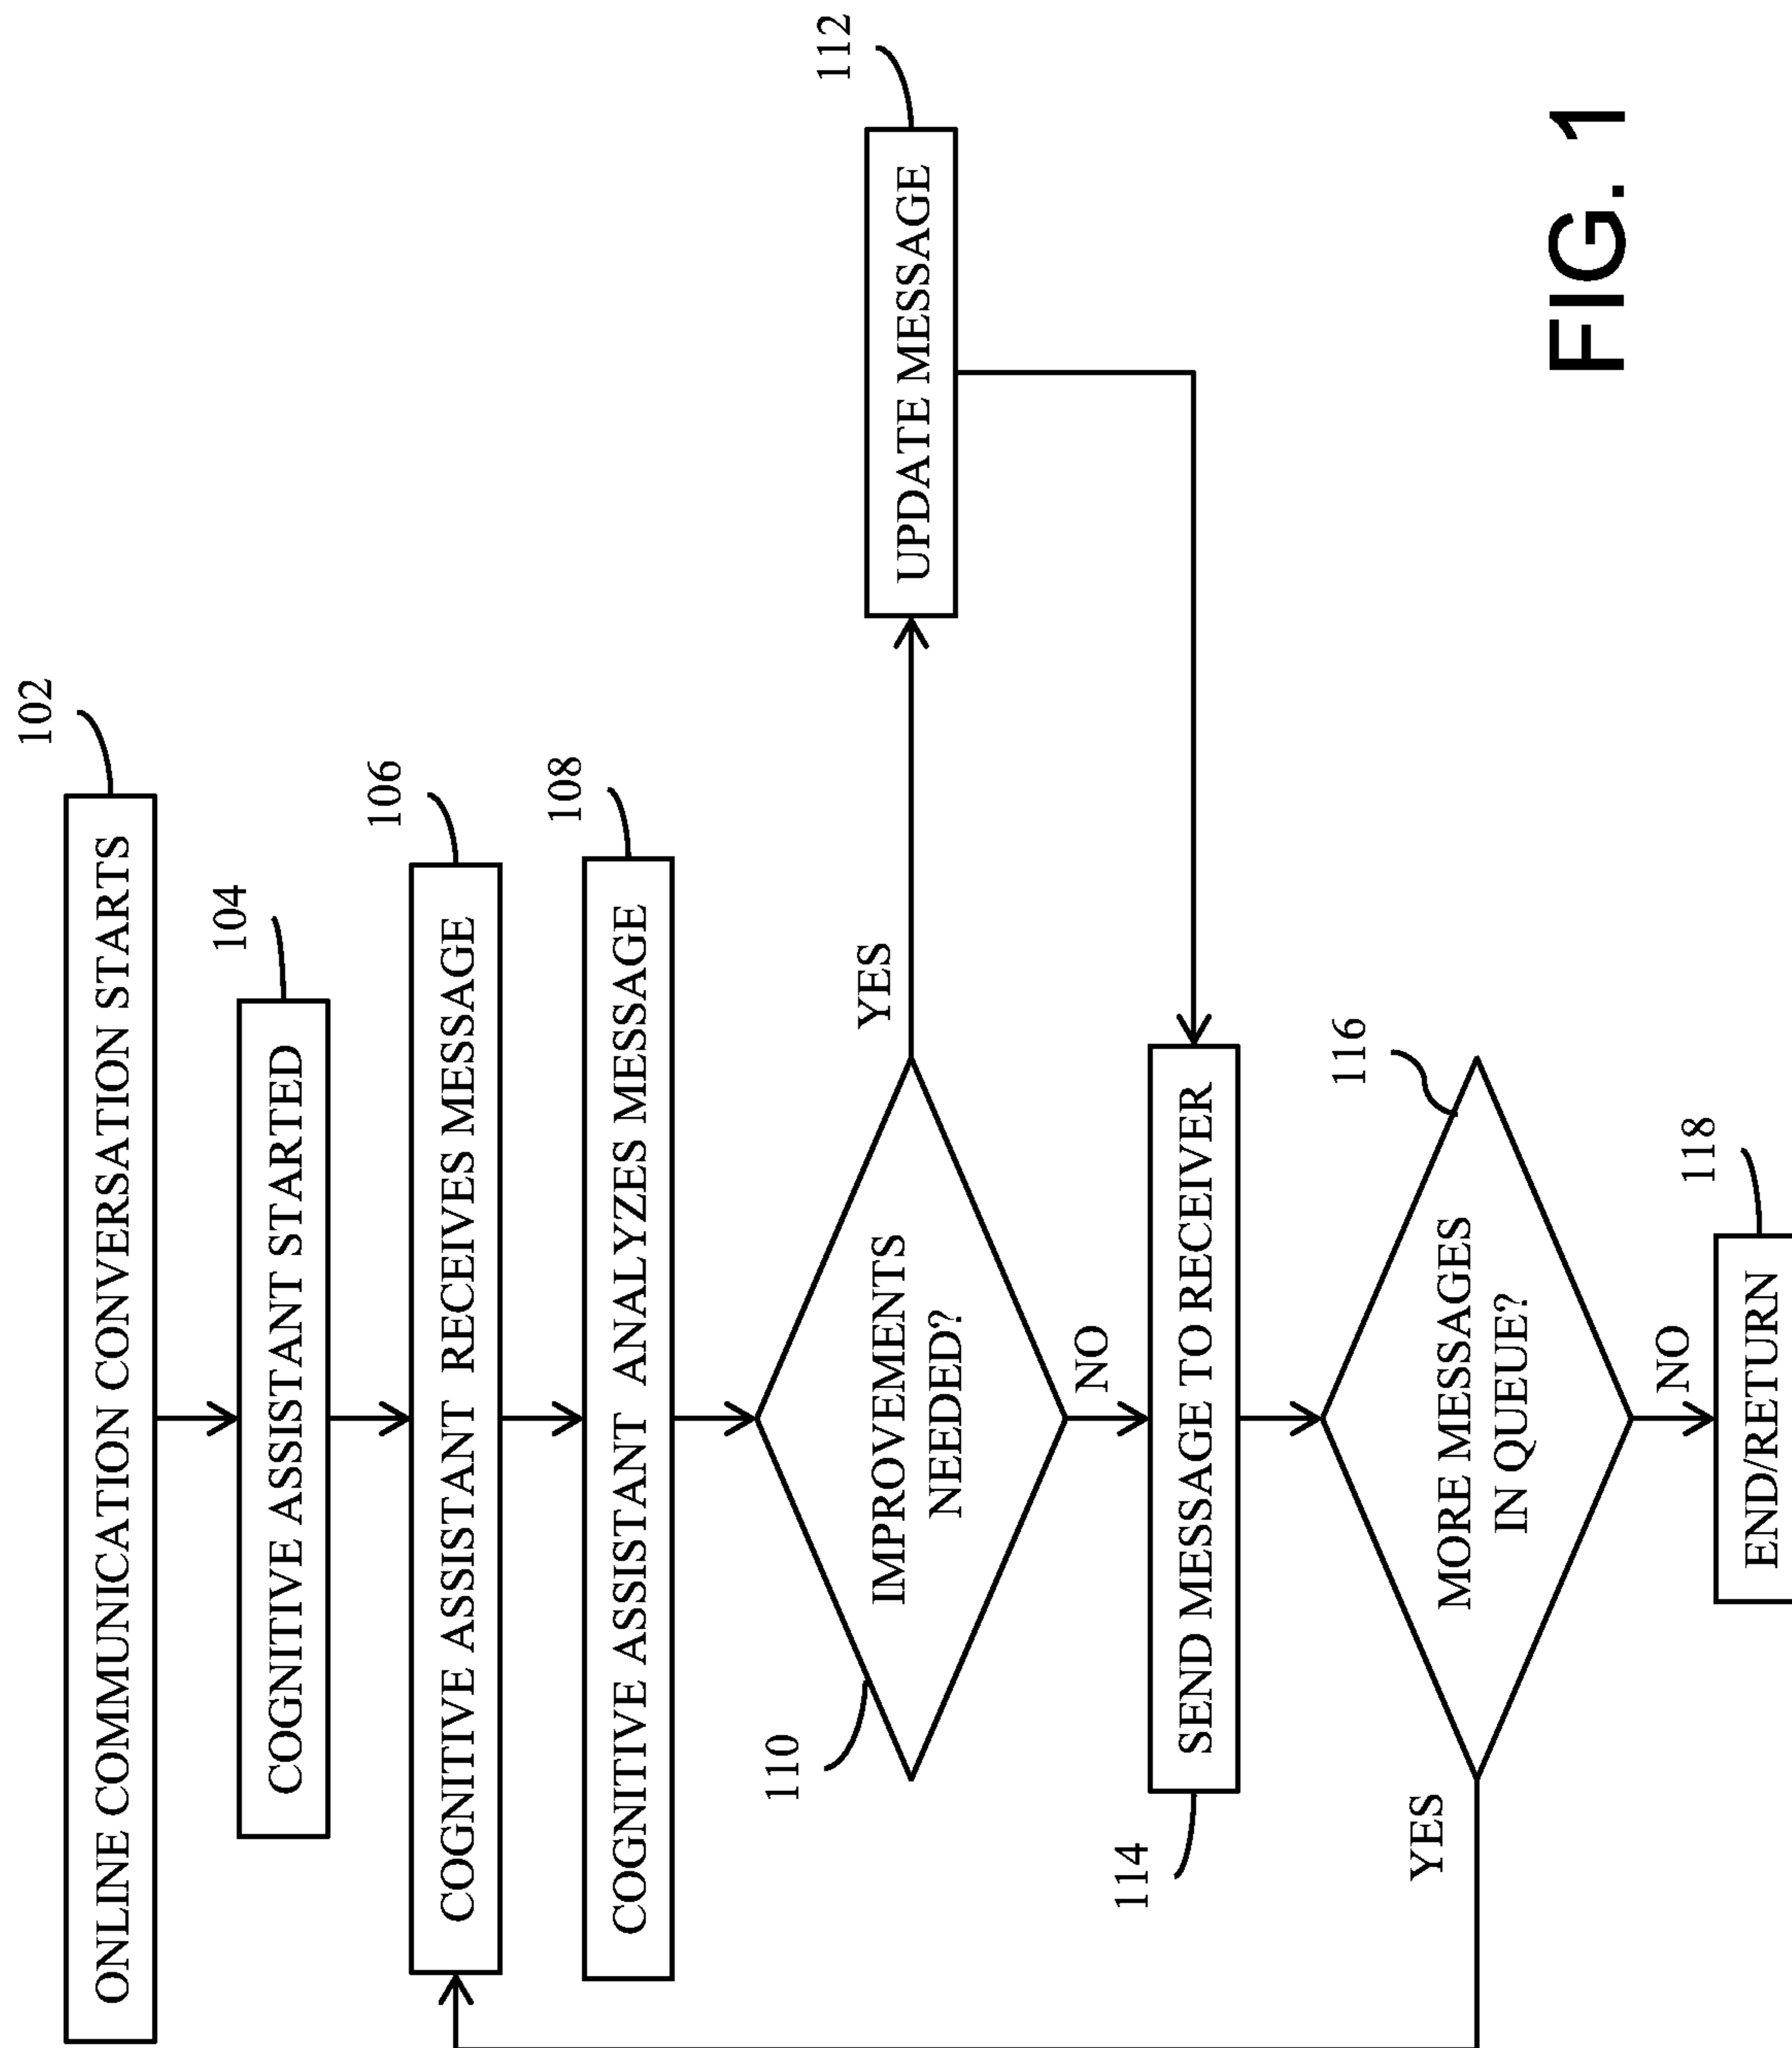 ONLINE COMMUNICATION CONVERSATION STARTS
102
COGNITIVE ASSISTANT STARTED
104
COGNITIVE ASSISTANT RECEIVES MESSAGE
106
COGNITIVE ASSISTANT ANALYZES MESSAGE
108
110
IMPROVEMENTS
NEEDED?
YES
UPDATE MESSAGE
112
NO
114
SEND MESSAGE TO RECEIVER
116
MORE MESSAGES
IN QUEUE?
YES
NO
118
END/RETURN
FIG. 1